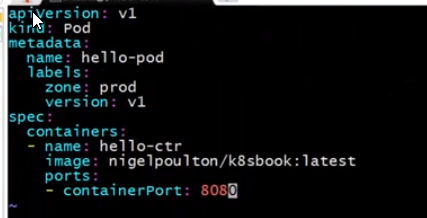 apiVersion: v1
kind: Pod
metadata:
  name: hello-pod
  labels:
    zone: prod
    version: v1
spec:
  containers:
  - name: hello-ctr
    image: nigelpoulton/k8sbook:latest
    ports:
    - containerPort: 8080
~